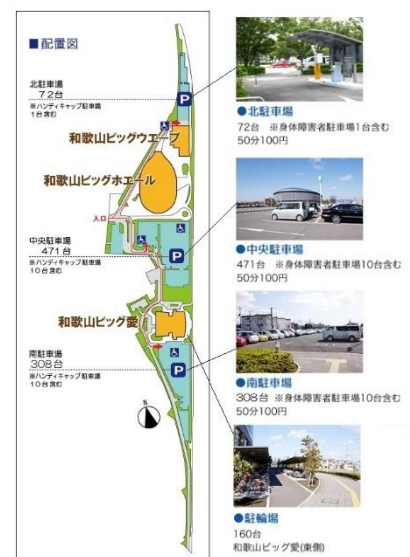 ■配置図
北駐車場
72台
※ハンディキャップ駐車場
1台含む
P
和歌山ビッグウエーブ
和歌山ビッグホエール
入口
中央駐車場
471台
※ハンディキャップ駐車場
10台含む
P
和歌山ビッグ愛
南駐車場
308台
※ハンディキャップ駐車場
10台含む
P
N
●北駐車場
72台 ※身体障害者駐車場1台含む
50分100円
●中央駐車場
471台 ※身体障害者駐車場10台含む
50分100円
●南駐車場
308台 ※身体障害者駐車場10台含む
50分100円
●駐輪場
160台
和歌山ビッグ愛(東側)